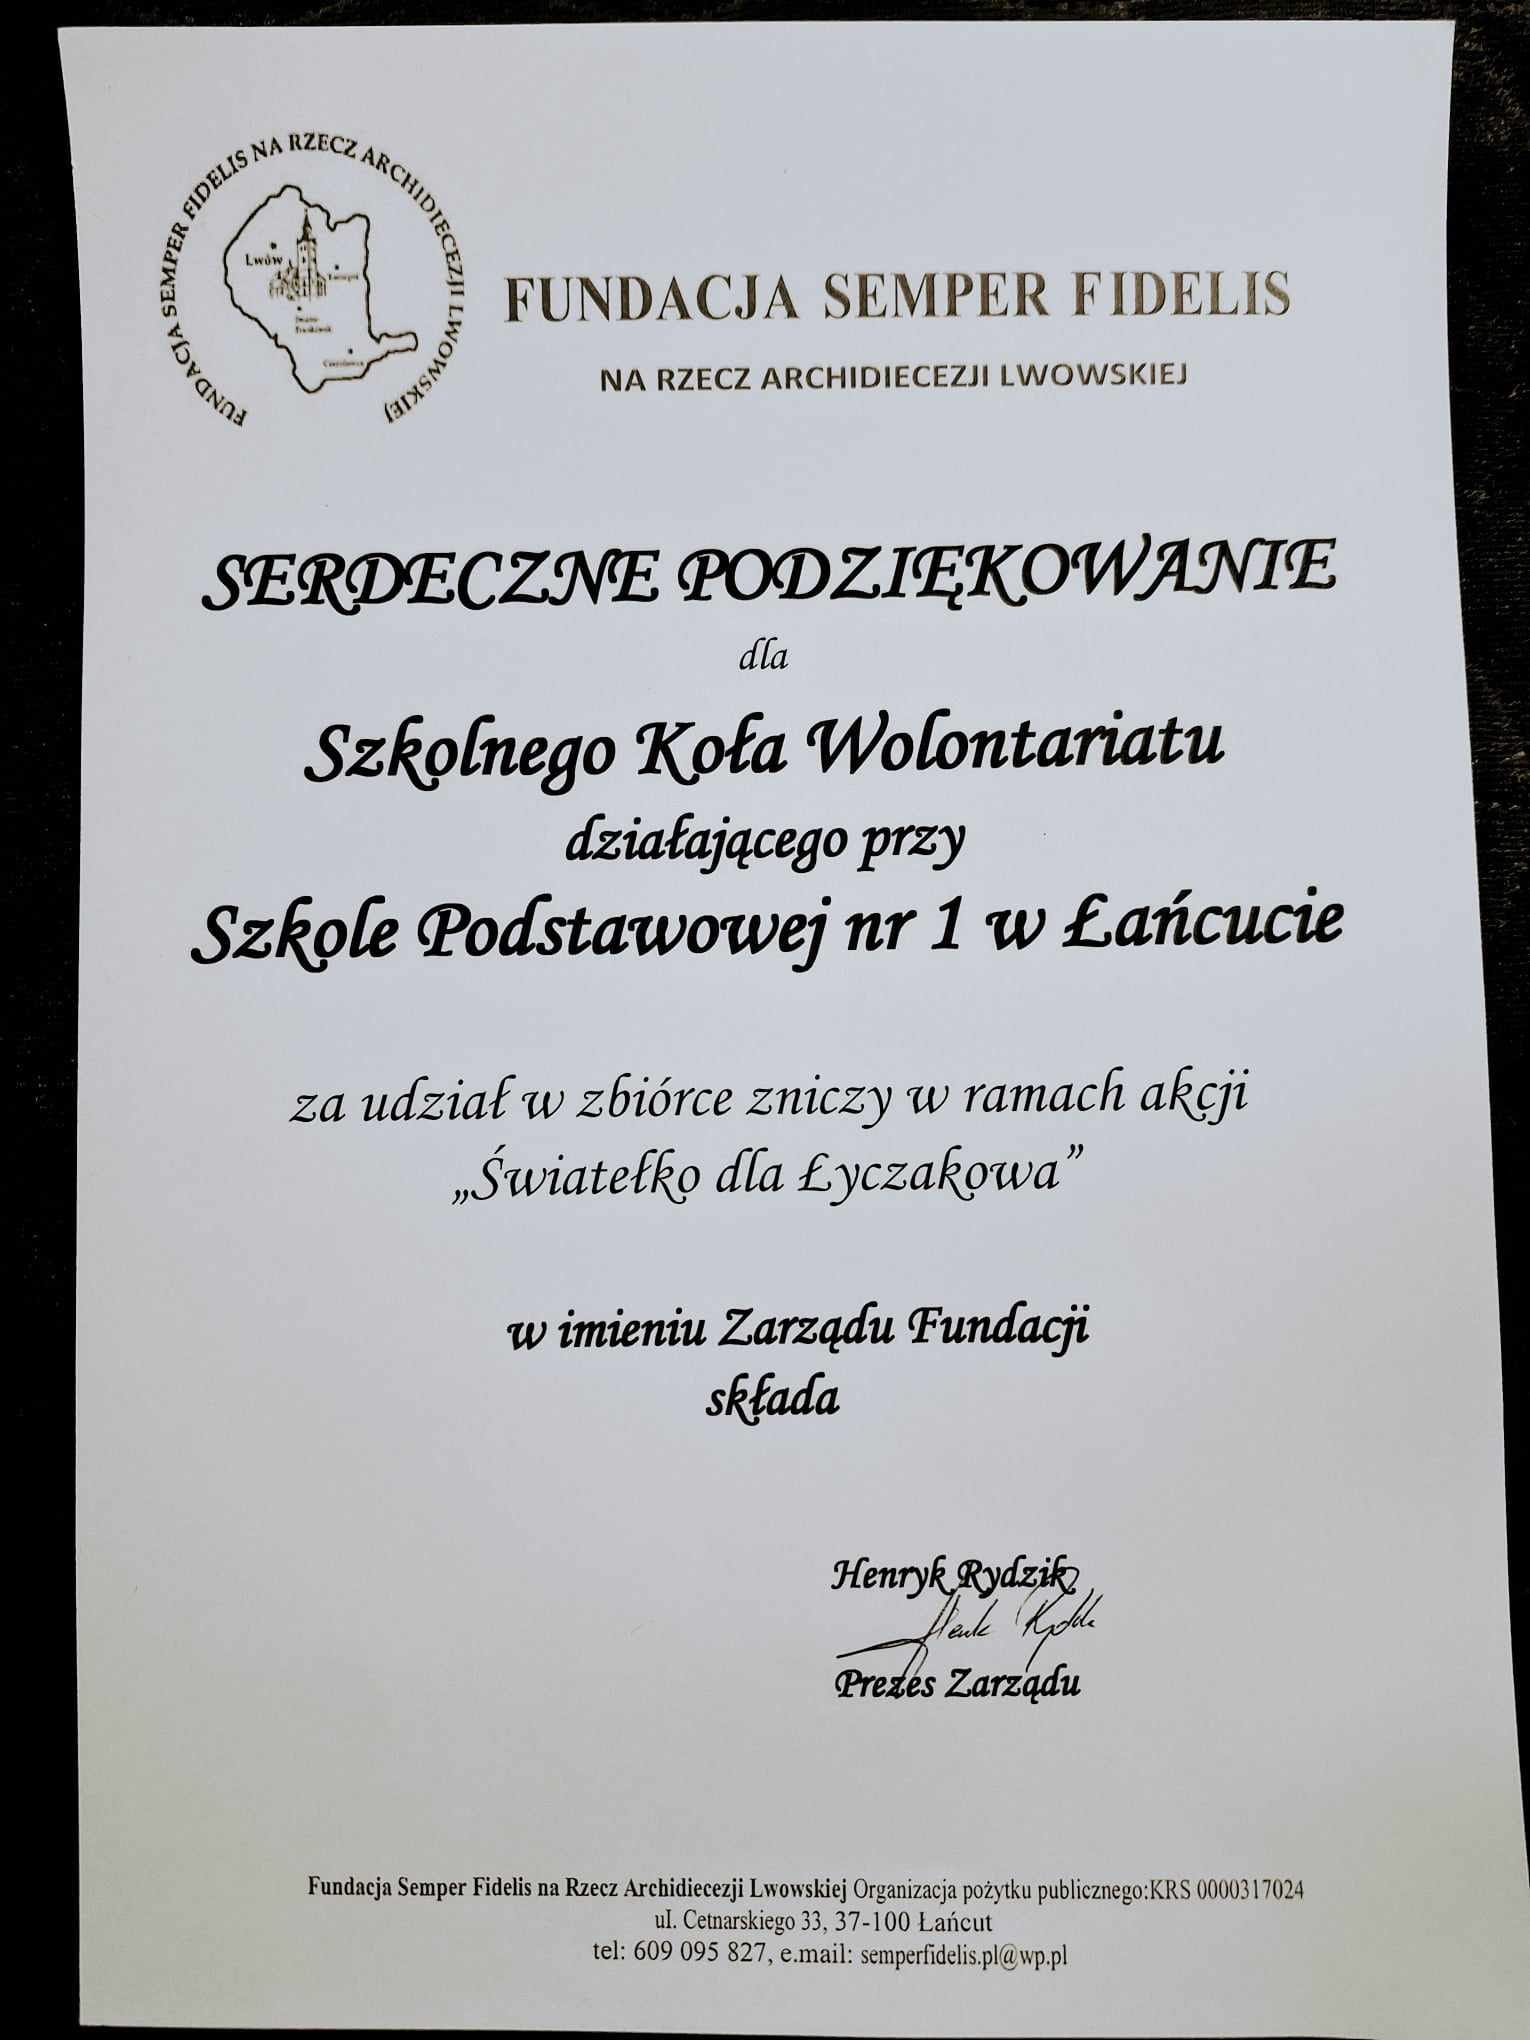 FUNDACJA SEMPER FIDELIS NA RZECZ ARCHIDIECEZJI LWOWSKIEJ
Lwów
FUNDACJA SEMPER FIDELIS
NA RZECZ ARCHIDIECEZJI LWOWSKIEJ
SERDECZNE PODZIĘKOWANIE
dla
Szkolnego Koła Wolontariatu
działającego przy
Szkole Podstawowej nr 1 w Łańcucie
za udział w zbiórce zniczy w ramach akcji
„Światełko dla Łyczakowa”
w imieniu Zarządu Fundacji
składa
Henryk Rydzik
Prezes Zarządu
Fundacja Semper Fidelis na Rzecz Archidiecezji Lwowskiej Organizacja pożytku publicznego:KRS 0000317024
ul. Cetnarskiego 33, 37-100 Łańcut
tel: 609 095 827, e.mail: semperfidelis.pl@wp.pl